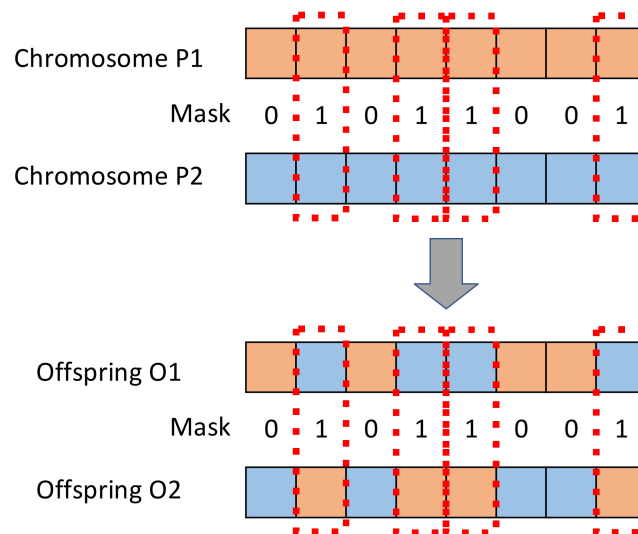 Chromosome P1
Mask 0 1 0 1 1 0 0 1
Chromosome P2
Offspring O1
Mask 0 1 0 1 1 0 0 1
Offspring O2